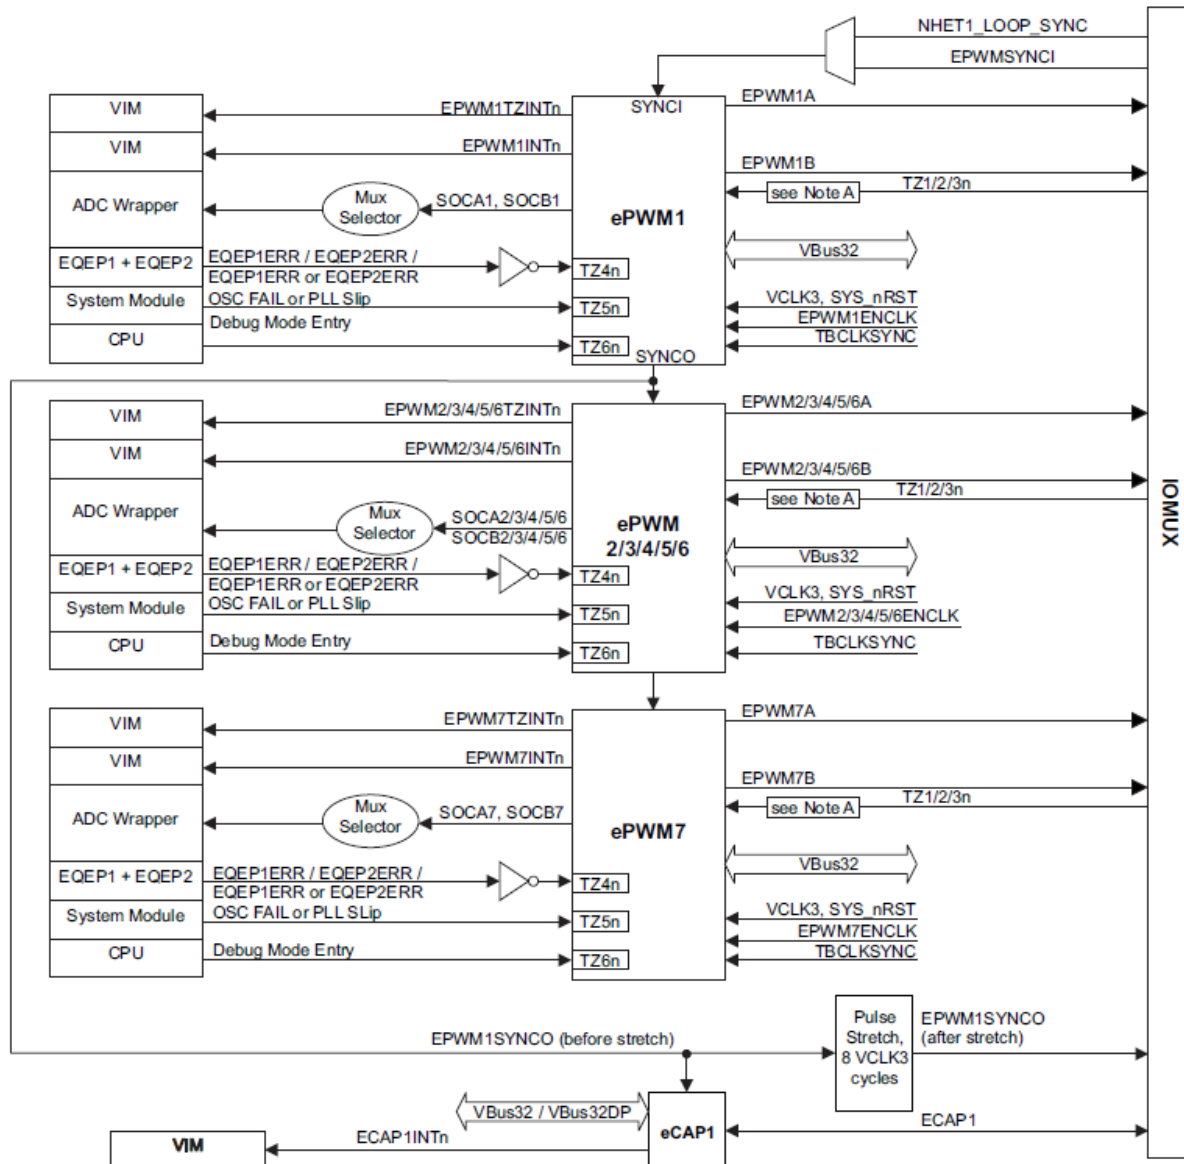 NHET1_LOOP_SYNC
EPWMSYNCI
VIM
EPWM1TZINTn
SYNCI
EPWM1A
VIM
EPWM1INTn
EPWM1B
ADC Wrapper
Mux
Selector
SOCA1, SOCB1
ePWM1
see Note A
TZ1/2/3n
VBus32
EQEP1 + EQEP2
EQEP1ERR / EQEP2ERR /
EQEP1ERR or EQEP2ERR
TZ4n
System Module
OSC FAIL or PLL Slip
TZ5n
VCLK3, SYS_nRST
EPWM1ENCLK
TBCLKSYNC
CPU
Debug Mode Entry
TZ6n
SYNCO
VIM
EPWM2/3/4/5/6TZINTn
EPWM2/3/4/5/6A
VIM
EPWM2/3/4/5/6INTn
EPWM2/3/4/5/6B
ADC Wrapper
Mux
Selector
SOCA2/3/4/5/6
SOCB2/3/4/5/6
ePWM
2/3/4/5/6
see Note A
TZ1/2/3n
IOMUX
VBus32
EQEP1 + EQEP2
EQEP1ERR / EQEP2ERR /
EQEP1ERR or EQEP2ERR
TZ4n
System Module
OSC FAIL or PLL Slip
TZ5n
VCLK3, SYS_nRST
EPWM2/3/4/5/6ENCLK
TBCLKSYNC
CPU
Debug Mode Entry
TZ6n
VIM
EPWM7TZINTn
EPWM7A
VIM
EPWM7INTn
EPWM7B
ADC Wrapper
Mux
Selector
SOCA7, SOCB7
ePWM7
see Note A
TZ1/2/3n
VBus32
EQEP1 + EQEP2
EQEP1ERR / EQEP2ERR /
EQEP1ERR or EQEP2ERR
TZ4n
System Module
OSC FAIL or PLL SLip
TZ5n
VCLK3, SYS_nRST
EPWM7ENCLK
TBCLKSYNC
CPU
Debug Mode Entry
TZ6n
EPWM1SYNCO (before stretch)
Pulse
Stretch,
8 VCLK3
cycles
EPWM1SYNCO
(after stretch)
VBus32 / VBus32DP
eCAP1
ECAP1
VIM
ECAP1INTn